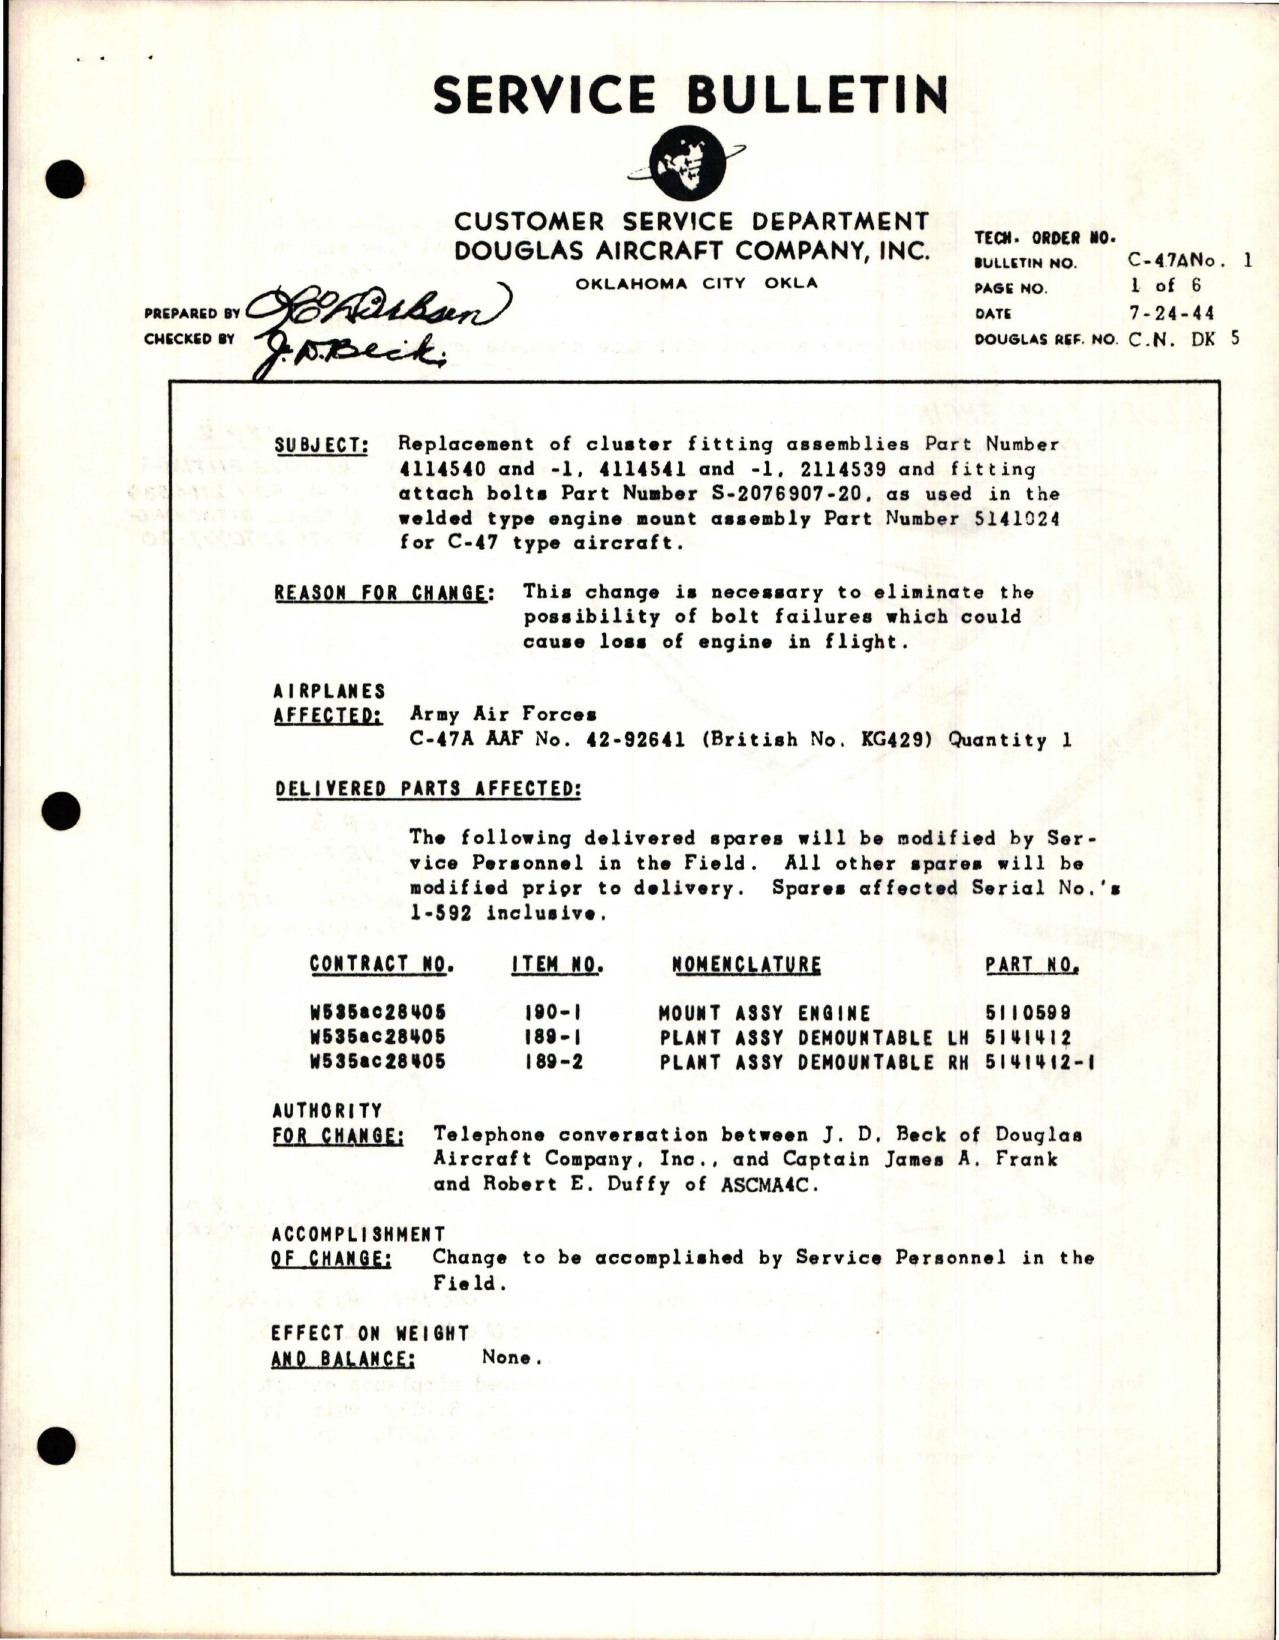 SERVICE BULLETIN
CUSTOMER SERVICE DEPARTMENT
DOUGLAS AIRCRAFT COMPANY, INC.
OKLAHOMA CITY OKLA
TECH. ORDER NO.
BULLETIN NO. C-47ANo. 1
PAGE NO. 1 of 6
DATE 7-24-44
DOUGLAS REF. NO. C.N. DK 5
PREPARED BY
CHECKED BY J.D. Beck.
SUBJECT: Replacement of cluster fitting assemblies Part Number
4114540 and -1, 4114541 and -1, 2114539 and fitting
attach bolts Part Number S-2076907-20, as used in the
welded type engine mount assembly Part Number 5141024
for C-47 type aircraft.
REASON FOR CHANGE: This change is necessary to eliminate the
possibility of bolt failures which could
cause loss of engine in flight.
AIRPLANES
AFFECTED: Army Air Forces
C-47A AAF No. 42-92641 (British No. KG429) Quantity 1
DELIVERED PARTS AFFECTED:
The following delivered spares will be modified by Ser-
vice Personnel in the Field. All other spares will be
modified prior to delivery. Spares affected Serial No.'s
1-592 inclusive.
CONTRACT NO. ITEM NO. NOMENCLATURE PART NO.
W535ac28405 190-1 MOUNT ASSY ENGINE 5110599
W535ac28405 189-1 PLANT ASSY DEMOUNTABLE LH 5141412
W535ac28405 189-2 PLANT ASSY DEMOUNTABLE RH 5141412-1
AUTHORITY
FOR CHANGE: Telephone conversation between J. D. Beck of Douglas
Aircraft Company, Inc., and Captain James A. Frank
and Robert E. Duffy of ASCMA4C.
ACCOMPLISHMENT
OF CHANGE: Change to be accomplished by Service Personnel in the
Field.
EFFECT ON WEIGHT
AND BALANCE: None.